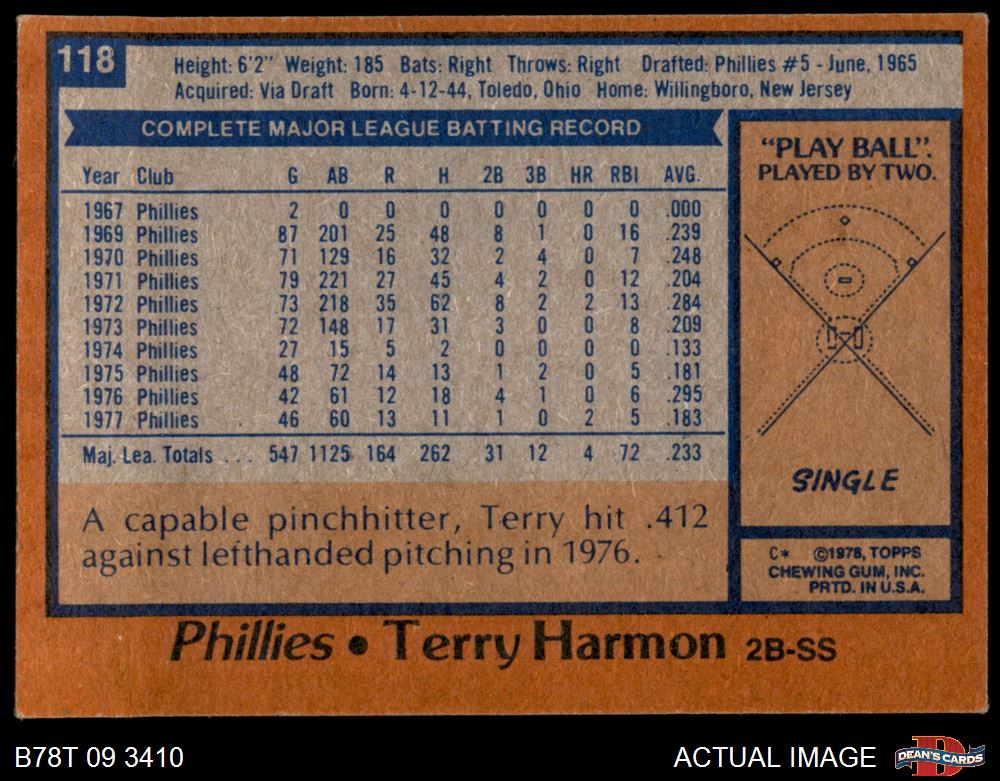 118
Height: 6'2" Weight: 185 Bats: Right Throws: Right Drafted: Phillies #5 - June, 1965
Acquired: Via Draft Born: 4-12-44, Toledo, Ohio Home: Willingboro, New Jersey
COMPLETE MAJOR LEAGUE BATTING RECORD
Year Club G AB R H 2B 3B HR RBI AVG.
1967 Phillies 2 0 0 0 0 0 0 0 .000
1969 Phillies 87 201 25 48 8 1 0 16 .239
1970 Phillies 71 129 16 32 2 4 0 7 .248
1971 Phillies 79 221 27 45 4 2 0 12 .204
1972 Phillies 73 218 35 62 8 2 2 13 .284
1973 Phillies 72 148 17 31 3 0 0 8 .209
1974 Phillies 27 15 5 2 0 0 0 0 .133
1975 Phillies 48 72 14 13 1 2 0 5 .181
1976 Phillies 42 61 12 18 4 1 0 6 .295
1977 Phillies 46 60 13 11 1 0 2 5 .183
Maj. Lea. Totals . . . 547 1125 164 262 31 12 4 72 .233
A capable pinchhitter, Terry hit .412
against lefthanded pitching in 1976.
"PLAY BALL".
PLAYED BY TWO.
SINGLE
C* ©1978, TOPPS
CHEWING GUM, INC.
PRTD. IN U.S.A.
Phillies • Terry Harmon 2B-SS
B78T 09 3410 ACTUAL IMAGE
DEAN'S CARDS